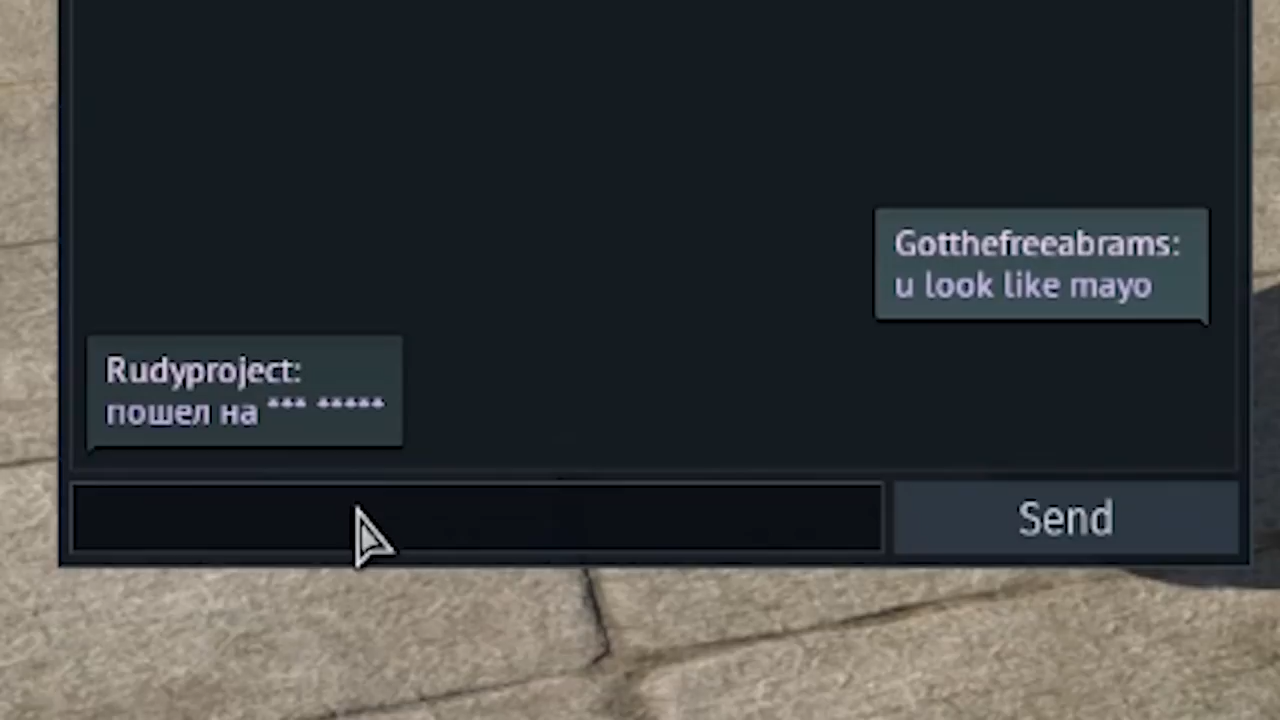 Gotthefreeabrams:
u look like mayo
Rudyproject:
пошел на *** *****
Send